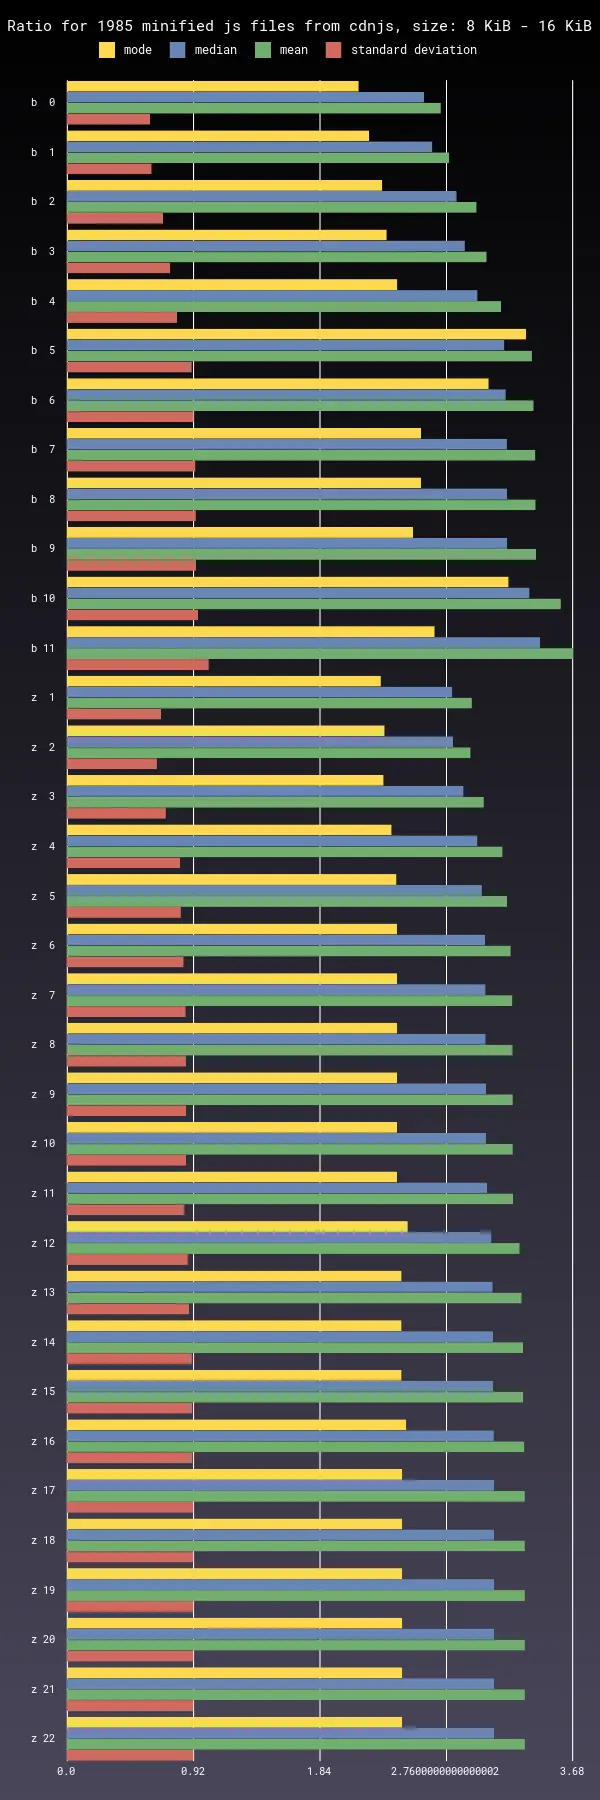 Ratio for 1985 minified js files from cdnjs, size: 8 KiB - 16 KiB
mode median mean standard deviation
b 0
b 1
b 2
b 3
b 4
b 5
b 6
b 7
b 8
b 9
b 10
b 11
z 1
z 2
z 3
z 4
z 5
z 6
z 7
z 8
z 9
z 10
z 11
z 12
z 13
z 14
z 15
z 16
z 17
z 18
z 19
z 20
z 21
z 22
0.0 0.92 1.84 2.7600000000000002 3.68